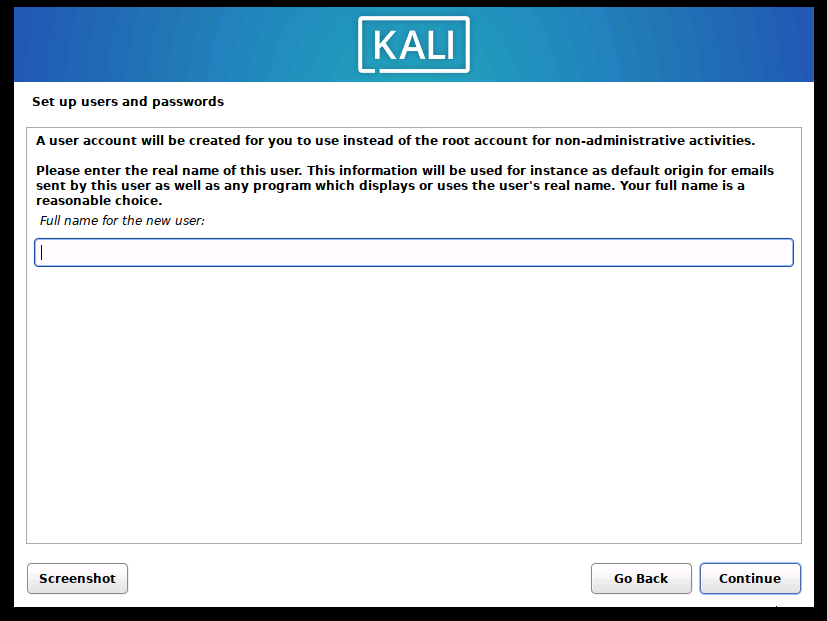 KALI
Set up users and passwords
A user account will be created for you to use instead of the root account for non-administrative activities.
Please enter the real name of this user. This information will be used for instance as default origin for emails
sent by this user as well as any program which displays or uses the user's real name. Your full name is a
reasonable choice.
Full name for the new user:
Screenshot
Go Back
Continue